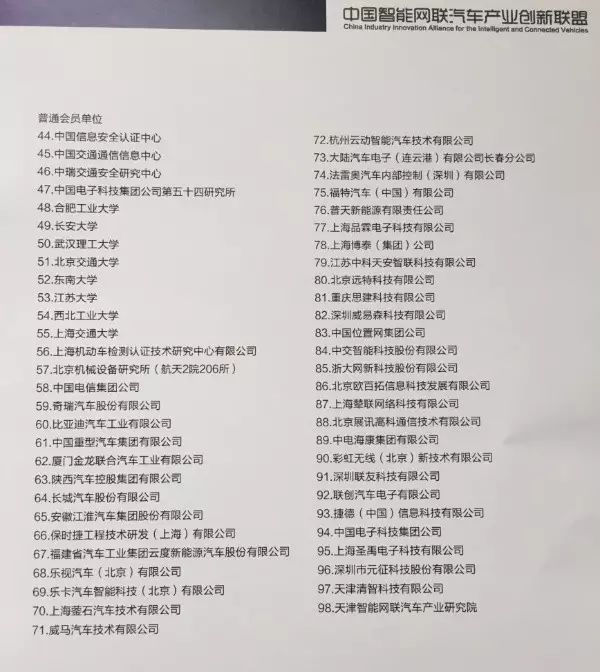 中国智能网联汽车产业创新联盟
China Industry Innovation Alliance for the Intelligent and Connected Vehicles
普通会员单位
44.中国信息安全认证中心
45.中国交通通信信息中心
46.中瑞交通安全研究中心
47.中国电子科技集团公司第五十四研究所
48.合肥工业大学
49.长安大学
50.武汉理工大学
51.北京交通大学
52.东南大学
53.江苏大学
54.西北工业大学
55.上海交通大学
56.上海机动车检测认证技术研究中心有限公司
57.北京机械设备研究所（航天2院206所）
58.中国电信集团公司
59.奇瑞汽车股份有限公司
60.比亚迪汽车工业有限公司
61.中国重型汽车集团有限公司
62.厦门金龙联合汽车工业有限公司
63.陕西汽车控股集团有限公司
64.长城汽车股份有限公司
65.安徽江淮汽车集团股份有限公司
66.保时捷工程技术研发（上海）有限公司
67.福建省汽车工业集团云度新能源汽车股份有限公司
68.乐视汽车（北京）有限公司
69.乐卡汽车智能科技（北京）有限公司
70.上海蓥石汽车技术有限公司
71.威马汽车技术有限公司
72.杭州云动智能汽车技术有限公司
73.大陆汽车电子（连云港）有限公司长春分公司
74.法雷奥汽车内部控制（深圳）有限公司
75.福特汽车（中国）有限公司
76.普天新能源有限责任公司
77.上海品霖电子科技有限公司
78.上海博泰（集团）公司
79.江苏中科天安智联科技有限公司
80.北京远特科技有限公司
81.重庆思建科技有限公司
82.深圳威易森科技有限公司
83.中国位置网集团公司
84.中交智能科技股份有限公司
85.浙大网新科技股份有限公司
86.北京欧百拓信息科技发展有限公司
87.上海颦联网络科技有限公司
88.北京展讯高科通信技术有限公司
89.中电海康集团有限公司
90.彩虹无线（北京）新技术有限公司
91.深圳联友科技有限公司
92.联创汽车电子有限公司
93.捷德（中国）信息科技有限公司
94.中国电子科技集团公司
95.上海圣禹电子科技有限公司
96.深圳市元征科技股份有限公司
97.天津清智科技有限公司
98.天津智能网联汽车产业研究院